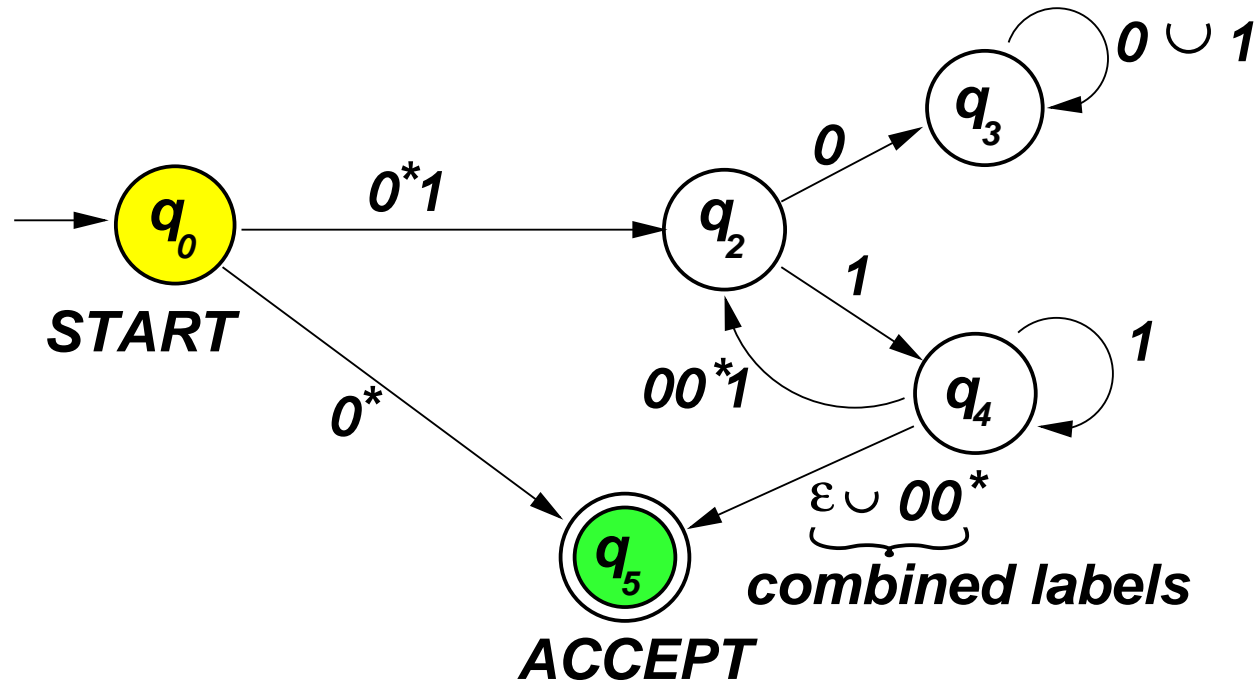 0 ∪ 1
q3
0
0*1
q0
q2
1
START
1
00*1
q4
0*
ε ∪ 00*
q5
combined labels
ACCEPT